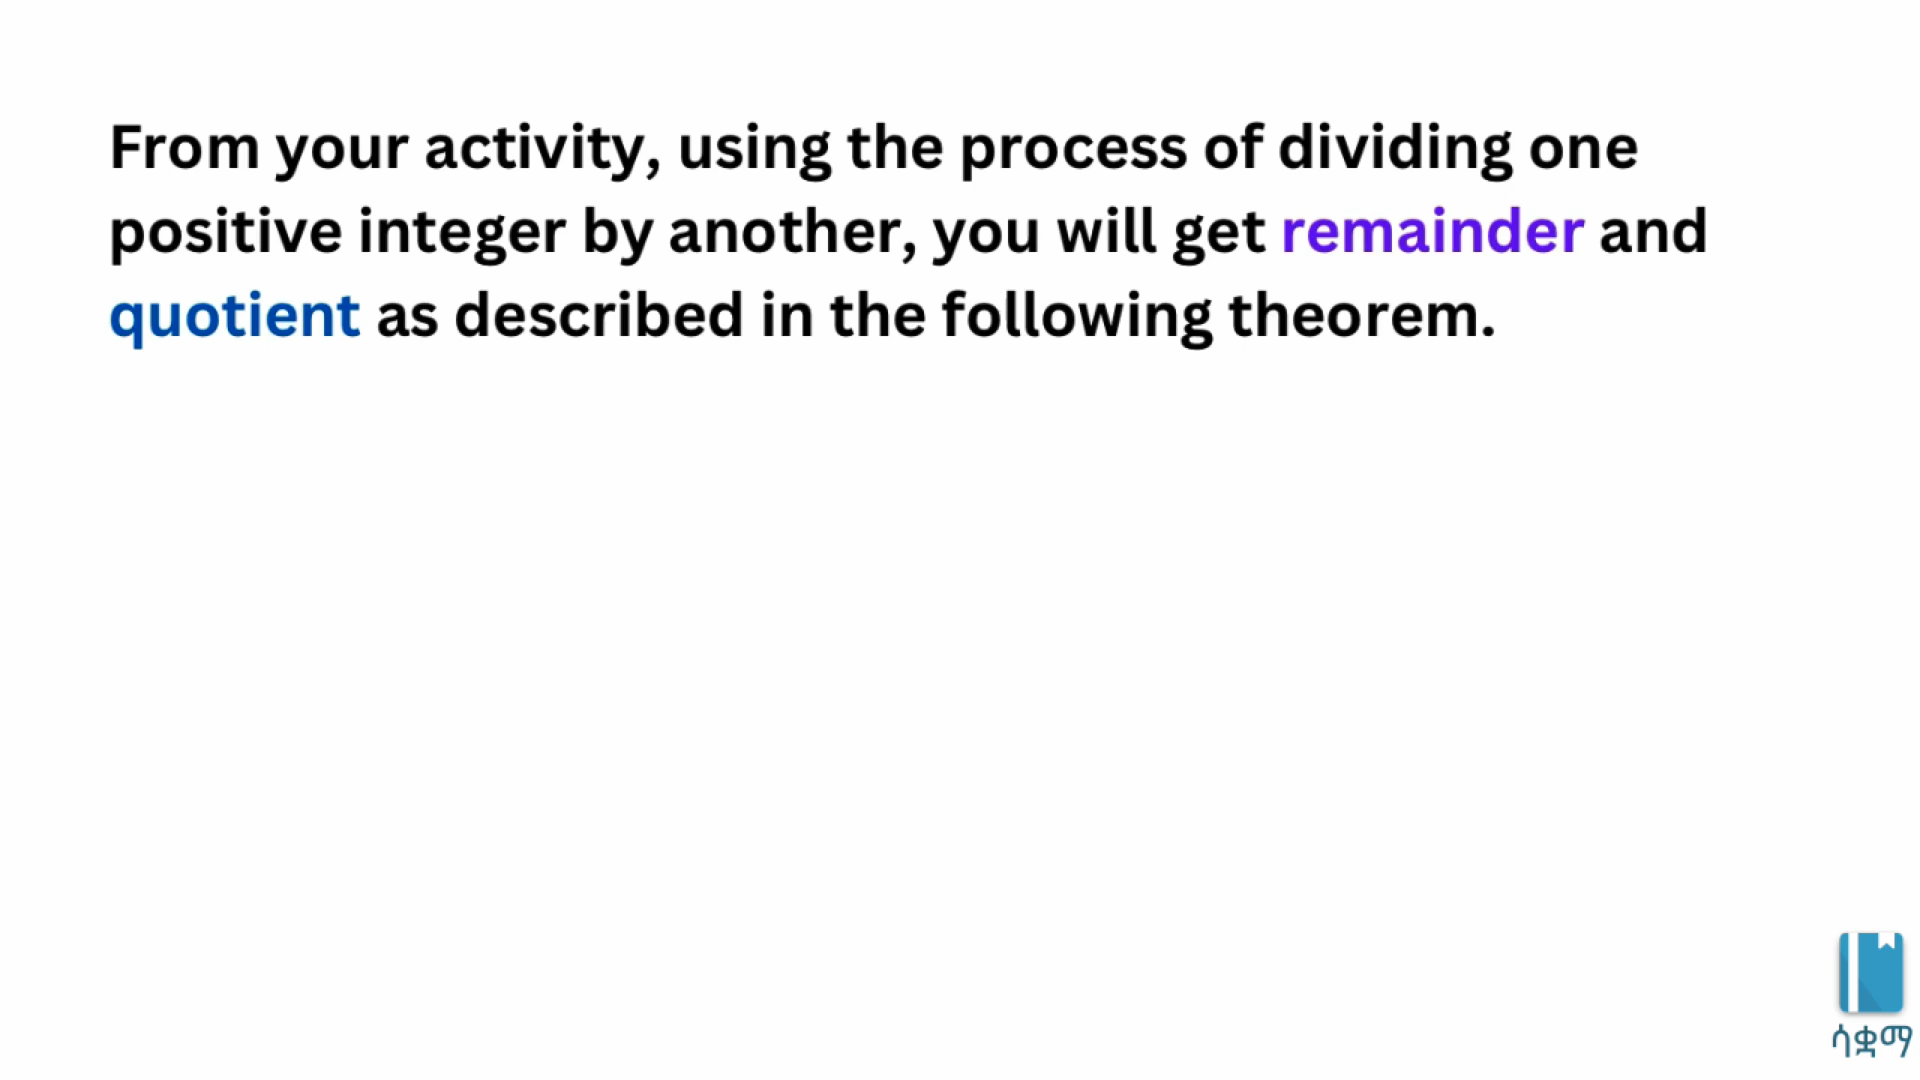 From your activity, using the process of dividing one
positive integer by another, you will get remainder and
quotient as described in the following theorem.
ሳቋማ